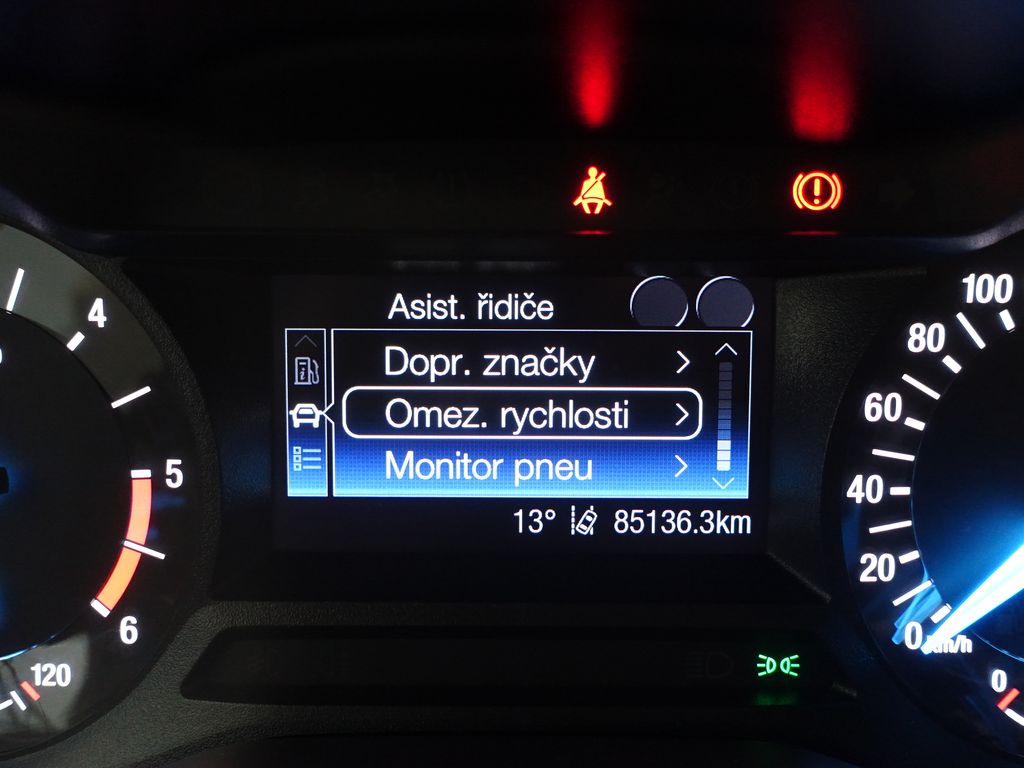 Asist. řidiče
Dopr. značky
Omez. rychlosti
Monitor pneu
13° 85136.3km
4
5
6
120
100
80
60
40
20
0
km/h
0